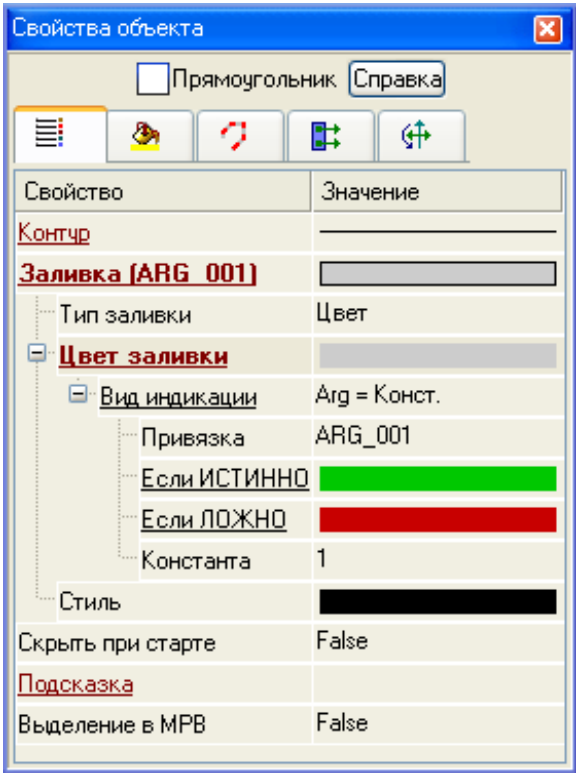 Свойства объекта
Прямоугольник Справка
Свойство Значение
Контур
Заливка (ARG_001)
Тип заливки Цвет
Цвет заливки
Вид индикации Arg = Конст.
Привязка ARG_001
Если ИСТИННО
Если ЛОЖНО
Константа 1
Стиль
Скрыть при старте False
Подсказка
Выделение в МРВ False